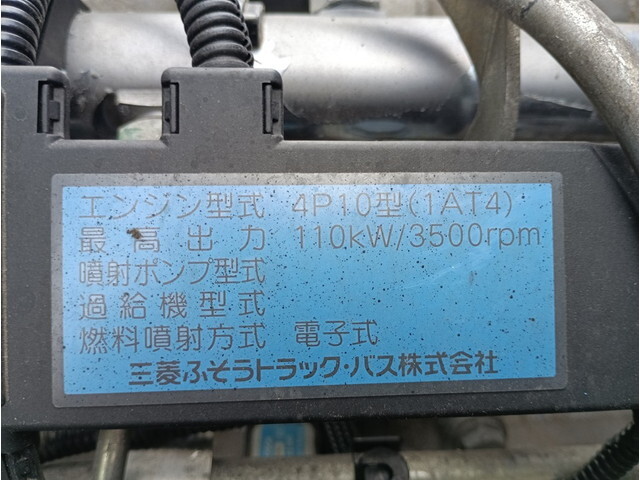 エンジン型式 4P10型(1AT4)
最高出力 110kW/3500rpm
噴射ポンプ型式
過給機型式
燃料噴射方式 電子式
三菱ふそうトラック・バス株式会社